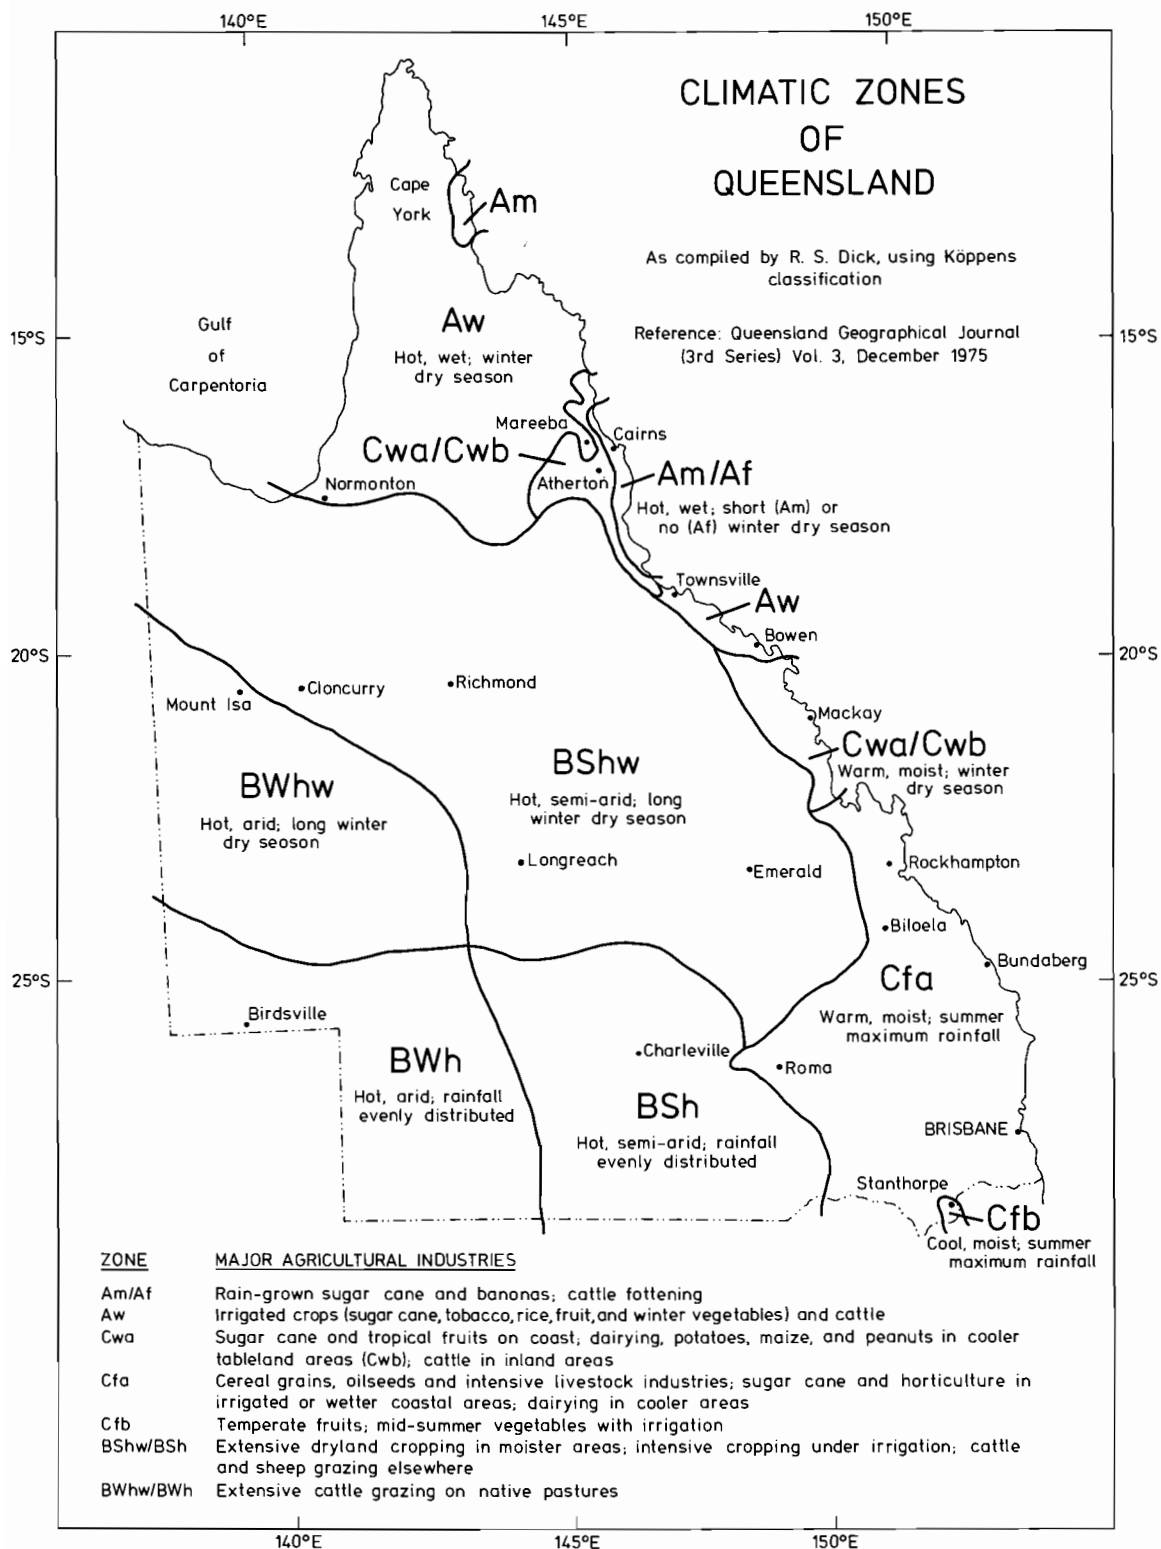 140°E 145°E 150°E
CLIMATIC ZONES
OF
QUEENSLAND
Cape
York
Am
As compiled by R. S. Dick, using Köppens
classification
Gulf
of
Carpentoria
Aw
Hot, wet; winter
dry season
15°S
Reference: Queensland Geographical Journal
(3rd Series) Vol. 3, December 1975
15°S
Mareeba
Cairns
Cwa/Cwb
Atherton
Am/Af
Hot, wet; short (Am) or
no (Af) winter dry season
Normonton
Townsville
Aw
Bowen
20°S
20°S
Mount Isa
Cloncurry
Richmond
Mackay
Cwa/Cwb
Warm, moist; winter
dry season
BWhw
Hot, arid; long winter
dry seoson
BShw
Hot, semi-arid; long
winter dry season
Longreach
Emerald
Rockhampton
Biloela
Bundaberg
25°S
25°S
Cfa
Warm, moist; summer
maximum roinfall
Birdsville
BWh
Hot, arid; rainfall
evenly distributed
Charleville
Roma
BSh
Hot, semi-arid; rainfall
evenly distributed
BRISBANE
Stanthorpe
Cfb
Cool, moist; summer
maximum rainfall
ZONE MAJOR AGRICULTURAL INDUSTRIES
Am/Af Rain-grown sugar cane and bononas; cattle fottening
Aw Irrigated crops (sugar cane, tobacco, rice, fruit, and winter vegetables) and cattle
Cwa Sugar cane ond tropical fruits on coast; dairying, potatoes, maize, and peanuts in cooler
tableland areas (Cwb); cattle in inland areas
Cfa Cereal grains, oilseeds and intensive livestock industries; sugar cane and horticulture in
irrigated or wetter coastal areas; dairying in cooler areas
Cfb Temperate fruits; mid-summer vegetables with irrigation
BShw/BSh Extensive dryland cropping in moister areas; intensive cropping under irrigation; cattle
and sheep grazing elsewhere
BWhw/BWh Extensive cattle grazing on native pastures
140°E 145°E 150°E